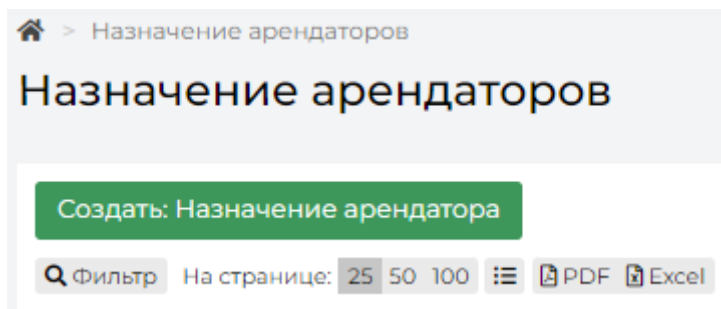 > Назначение арендаторов
Назначение арендаторов
Создать: Назначение арендатора
Фильтр На странице: 25 50 100 PDF Excel